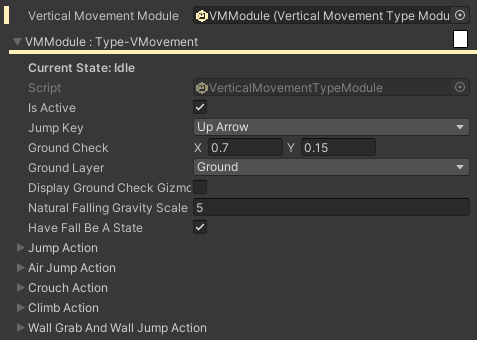 Vertical Movement Module VMModule (Vertical Movement Type Modu
VMModule : Type-VMovement
Current State: Idle
Script VerticalMovementTypeModule
Is Active
Jump Key Up Arrow
Ground Check X 0.7 Y 0.15
Ground Layer Ground
Display Ground Check Gizmo
Natural Falling Gravity Scale 5
Have Fall Be A State
Jump Action
Air Jump Action
Crouch Action
Climb Action
Wall Grab And Wall Jump Action